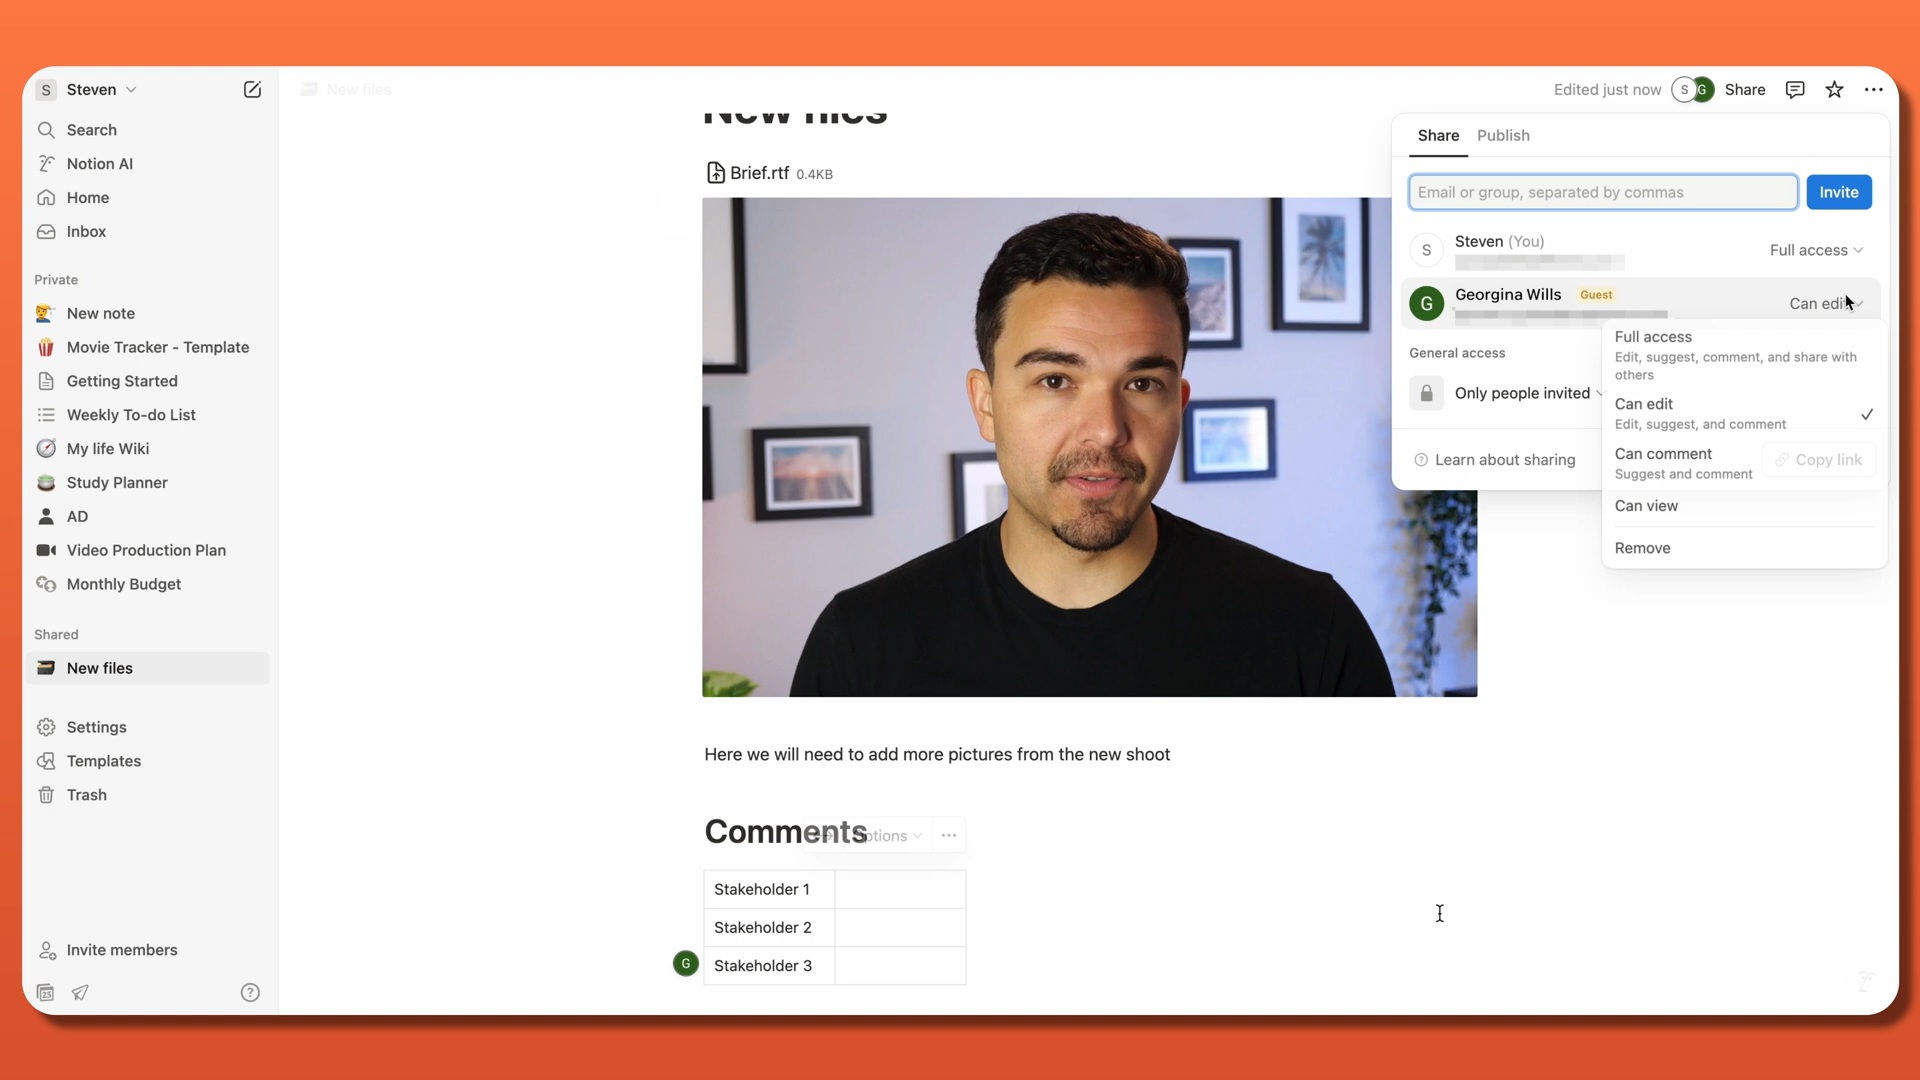 S Steven
Search
Notion AI
Home
Inbox
Private
New note
Movie Tracker - Template
Getting Started
Weekly To-do List
My life Wiki
Study Planner
AD
Video Production Plan
Monthly Budget
Shared
New files
Settings
Templates
Trash
Invite members
25
New files
Edited just now S G Share
New files
Brief.rtf 0.4KB
Here we will need to add more pictures from the new shoot
Comments
Stakeholder 1
Stakeholder 2
G Stakeholder 3
Share Publish
Email or group, separated by commas Invite
S Steven (You) Full access
G Georgina Wills Guest Can edit
General access
Only people invited
Learn about sharing
Full access
Edit, suggest, comment, and share with
others
Can edit
Edit, suggest, and comment
Can comment
Suggest and comment
Copy link
Can view
Remove